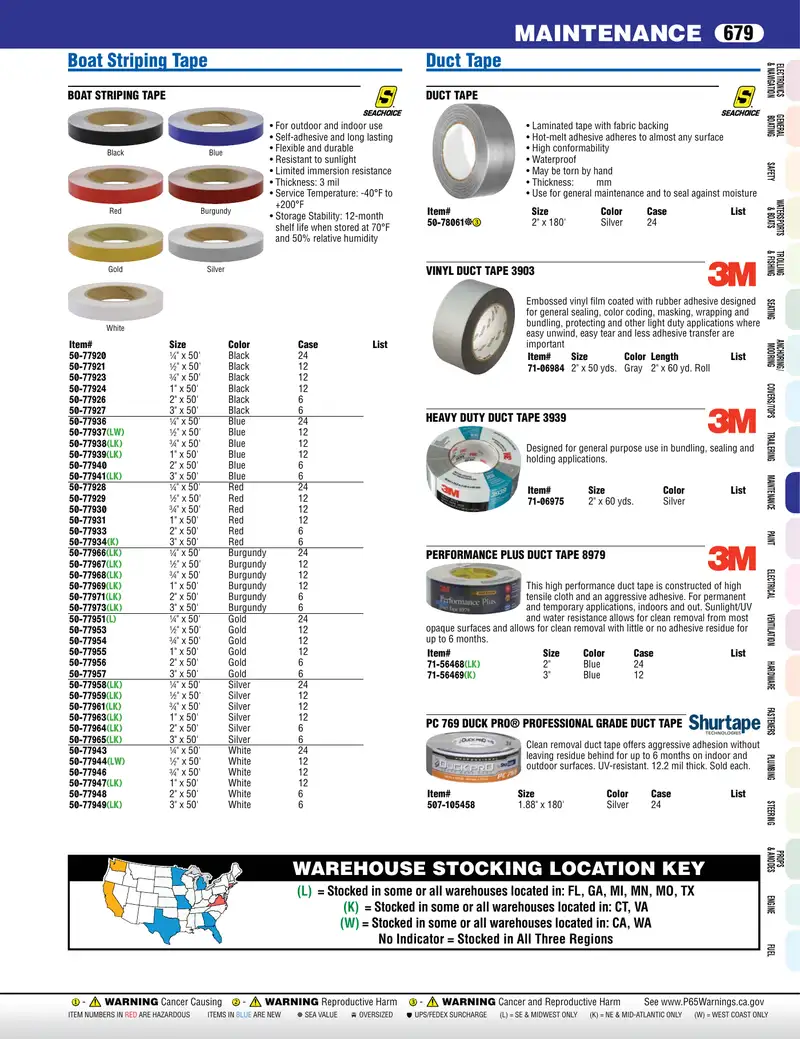 MAINTENANCE 679
Boat Striping Tape
BOAT STRIPING TAPE
S
SEACHOICE
Black
Blue
Red
Burgundy
Gold
Silver
White
• For outdoor and indoor use
• Self-adhesive and long lasting
• Flexible and durable
• Resistant to sunlight
• Limited immersion resistance
• Thickness: 3 mil
• Service Temperature: -40°F to
+200°F
• Storage Stability: 12-month
shelf life when stored at 70°F
and 50% relative humidity
Item# Size Color Case List
50-77920 ¼" x 50' Black 24
50-77921 ½" x 50' Black 12
50-77923 ¾" x 50' Black 12
50-77924 1" x 50' Black 12
50-77926 2" x 50' Black 6
50-77927 3" x 50' Black 6
50-77936 ¼" x 50' Blue 24
50-77937(LW) ½" x 50' Blue 12
50-77938(LK) ¾" x 50' Blue 12
50-77939(LK) 1" x 50' Blue 12
50-77940 2" x 50' Blue 6
50-77941(LK) 3" x 50' Blue 6
50-77928 ¼" x 50' Red 24
50-77929 ½" x 50' Red 12
50-77930 ¾" x 50' Red 12
50-77931 1" x 50' Red 12
50-77933 2" x 50' Red 6
50-77934(K) 3" x 50' Red 6
50-77966(LK) ¼" x 50' Burgundy 24
50-77967(LK) ½" x 50' Burgundy 12
50-77968(LK) ¾" x 50' Burgundy 12
50-77969(LK) 1" x 50' Burgundy 12
50-77971(LK) 2" x 50' Burgundy 6
50-77973(LK) 3" x 50' Burgundy 6
50-77951(L) ¼" x 50' Gold 24
50-77953 ½" x 50' Gold 12
50-77954 ¾" x 50' Gold 12
50-77955 1" x 50' Gold 12
50-77956 2" x 50' Gold 6
50-77957 3" x 50' Gold 6
50-77958(LK) ¼" x 50' Silver 24
50-77959(LK) ½" x 50' Silver 12
50-77961(LK) ¾" x 50' Silver 12
50-77963(LK) 1" x 50' Silver 12
50-77964(LK) 2" x 50' Silver 6
50-77965(LK) 3" x 50' Silver 6
50-77943 ¼" x 50' White 24
50-77944(LW) ½" x 50' White 12
50-77946 ¾" x 50' White 12
50-77947(LK) 1" x 50' White 12
50-77948 2" x 50' White 6
50-77949(LK) 3" x 50' White 6
Duct Tape
DUCT TAPE
S
SEACHOICE
• Laminated tape with fabric backing
• Hot-melt adhesive adheres to almost any surface
• High conformability
• Waterproof
• May be torn by hand
• Thickness: mm
• Use for general maintenance and to seal against moisture
Item# Size Color Case List
50-78061 3 2" x 180' Silver 24
VINYL DUCT TAPE 3903
3M
Embossed vinyl film coated with rubber adhesive designed
for general sealing, color coding, masking, wrapping and
bundling, protecting and other light duty applications where
easy unwind, easy tear and less adhesive transfer are
important
Item# Size Color Length List
71-06984 2" x 50 yds. Gray 2" x 60 yd. Roll
HEAVY DUTY DUCT TAPE 3939
3M
3M
3939
Designed for general purpose use in bundling, sealing and
holding applications.
Item# Size Color List
71-06975 2" x 60 yds. Silver
PERFORMANCE PLUS DUCT TAPE 8979
3M
Performance Plus
This high performance duct tape is constructed of high
tensile cloth and an aggressive adhesive. For permanent
and temporary applications, indoors and out. Sunlight/UV
and water resistance allows for clean removal from most
opaque surfaces and allows for clean removal with little or no adhesive residue for
up to 6 months.
Item# Size Color Case List
71-56468(LK) 2" Blue 24
71-56469(K) 3" Blue 12
PC 769 DUCK PRO® PROFESSIONAL GRADE DUCT TAPE
Shurtape
TECHNOLOGIES
DUCK PRO
PC 769
Clean removal duct tape offers aggressive adhesion without
leaving residue behind for up to 6 months on indoor and
outdoor surfaces. UV-resistant. 12.2 mil thick. Sold each.
Item# Size Color Case List
507-105458 1.88" x 180' Silver 24
ELECTRONICS
& NAVIGATION
GENERAL
BOATING
SAFETY
WATERSPORTS
& BOATS
TROLLING
& FISHING
SEATING
ANCHORING/
MOORING
COVERS/TOPS
TRAILERING
MAINTENANCE
PAINT
ELECTRICAL
VENTILATION
HARDWARE
FASTENERS
PLUMBING
STEERING
PROPS
& ANODES
ENGINE
FUEL
WAREHOUSE STOCKING LOCATION KEY
(L) = Stocked in some or all warehouses located in: FL, GA, MI, MN, MO, TX
(K) = Stocked in some or all warehouses located in: CT, VA
(W) = Stocked in some or all warehouses located in: CA, WA
No Indicator = Stocked in All Three Regions
1 - WARNING Cancer Causing 2 - WARNING Reproductive Harm 3 - WARNING Cancer and Reproductive Harm See www.P65Warnings.ca.gov
ITEM NUMBERS IN RED ARE HAZARDOUS ITEMS IN BLUE ARE NEW SEA VALUE OVERSIZED UPS/FEDEX SURCHARGE (L) = SE & MIDWEST ONLY (K) = NE & MID-ATLANTIC ONLY (W) = WEST COAST ONLY